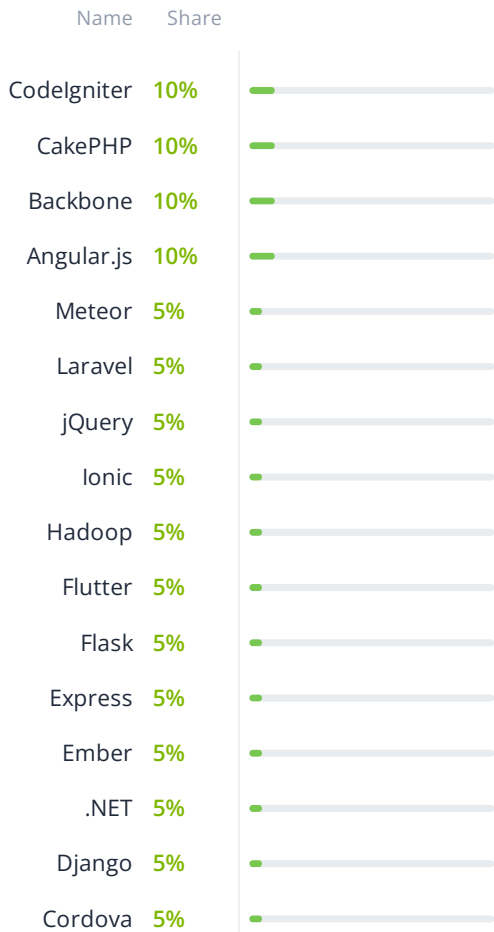 Name Share
CodeIgniter 10%
CakePHP 10%
Backbone 10%
Angular.js 10%
Meteor 5%
Laravel 5%
jQuery 5%
Ionic 5%
Hadoop 5%
Flutter 5%
Flask 5%
Express 5%
Ember 5%
.NET 5%
Django 5%
Cordova 5%